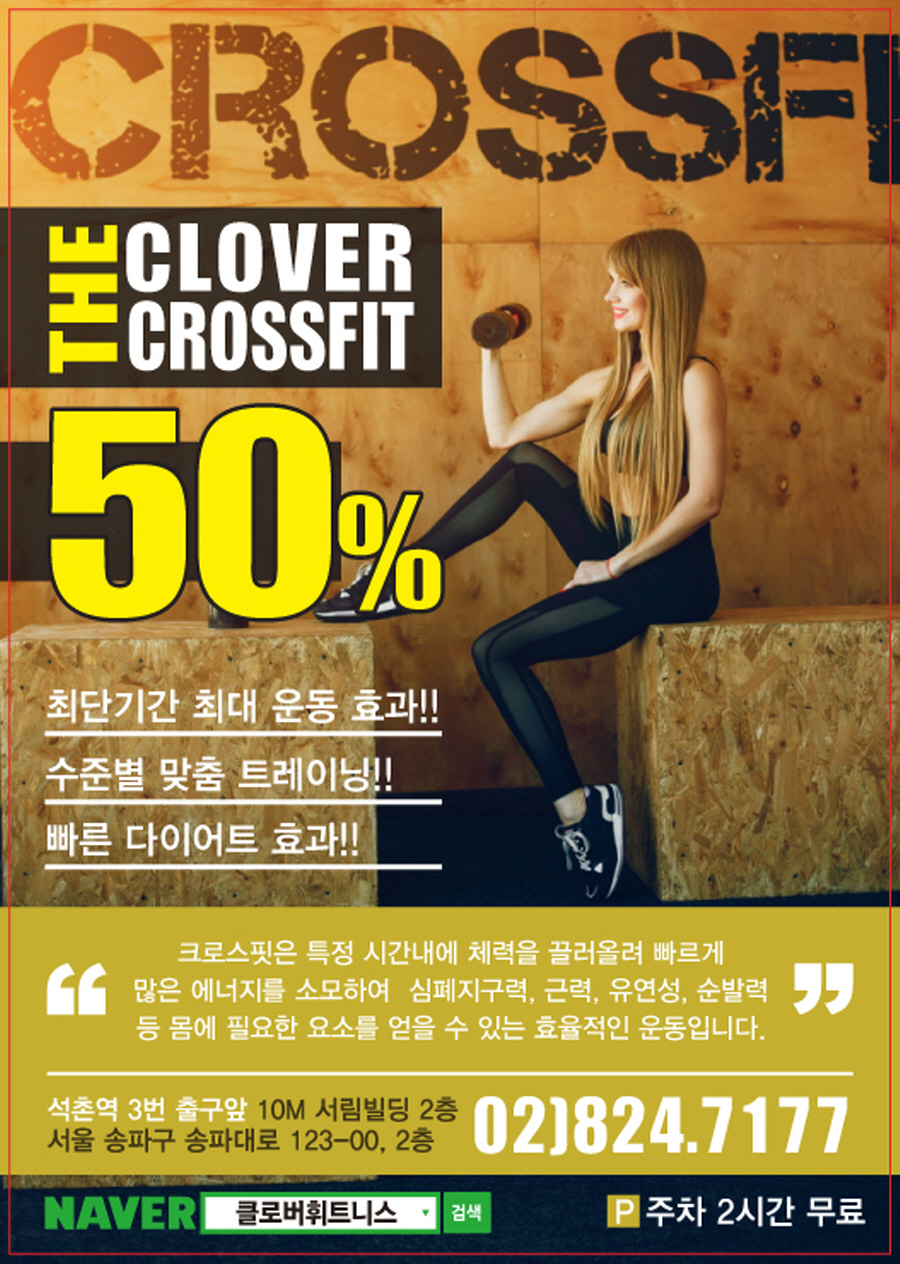 CROSSFI
THE CLOVER
CROSSFIT
50%
최단기간 최대 운동 효과!!
수준별 맞춤 트레이닝!!
빠른 다이어트 효과!!
“ 크로스핏은 특정 시간내에 체력을 끌러올려 빠르게
많은 에너지를 소모하여 심폐지구력, 근력, 유연성, 순발력
등 몸에 필요한 요소를 얻을 수 있는 효율적인 운동입니다. ”
석촌역 3번 출구앞 10M 서림빌딩 2층
서울 송파구 송파대로 123-00, 2층
02)824.7177
NAVER 클로버휘트니스 검색
P 주차 2시간 무료